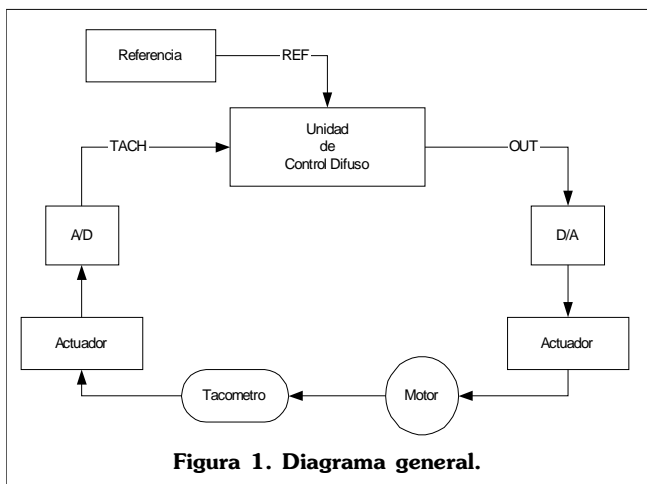 Referencia
REF
Unidad
de
Control Difuso
TACH
OUT
A/D
D/A
Actuador
Actuador
Tacometro
Motor
Figura 1. Diagrama general.